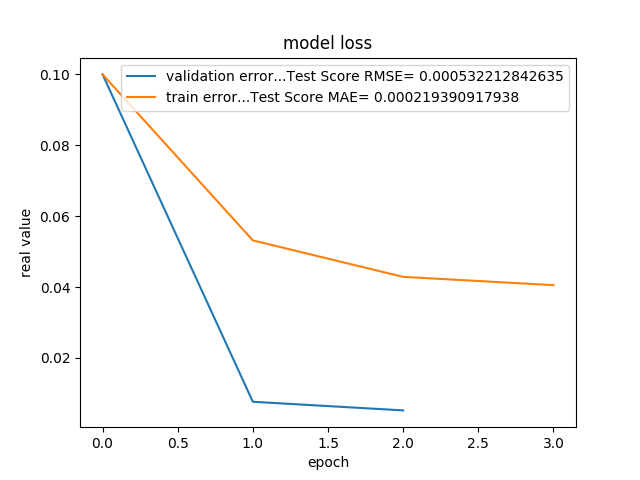 model loss
validation error...Test Score RMSE= 0.000532212842635
train error...Test Score MAE= 0.000219390917938
real value
0.10
0.08
0.06
0.04
0.02
0.0 0.5 1.0 1.5 2.0 2.5 3.0
epoch